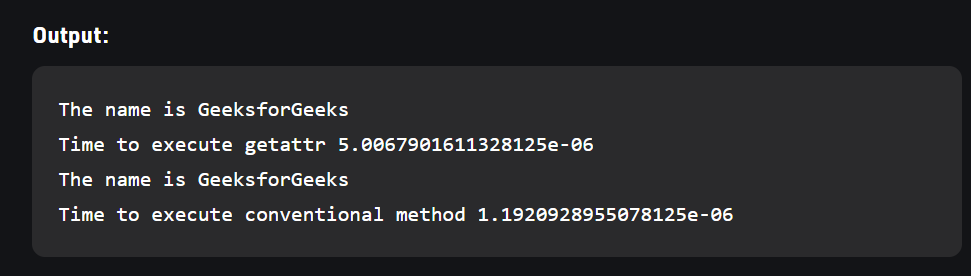 Output:
The name is GeeksforGeeks
Time to execute getattr 5.0067901611328125e-06
The name is GeeksforGeeks
Time to execute conventional method 1.1920928955078125e-06